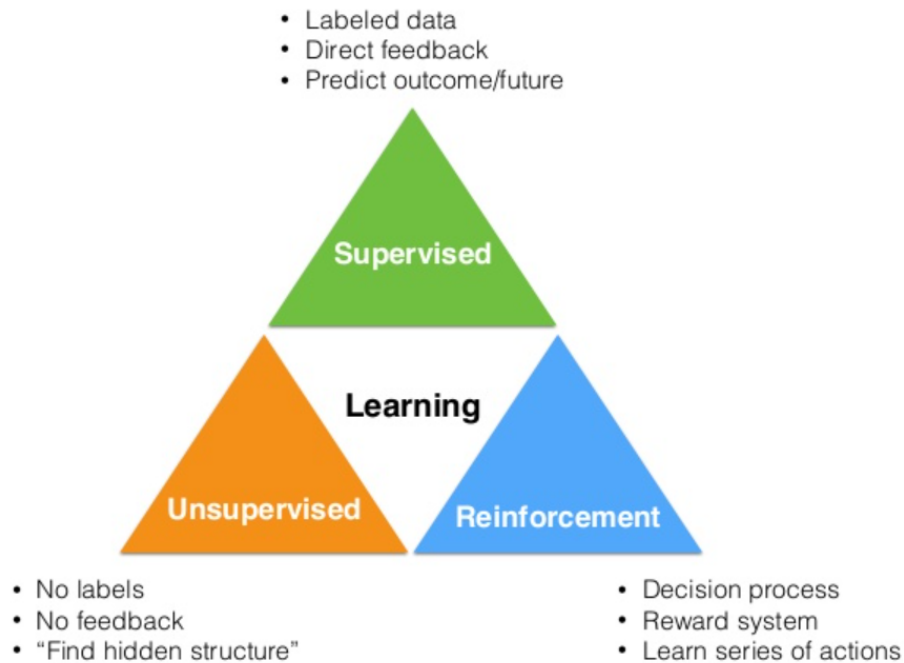 • Labeled data
• Direct feedback
• Predict outcome/future
Supervised
Learning
Unsupervised
Reinforcement
• No labels
• No feedback
• “Find hidden structure”
• Decision process
• Reward system
• Learn series of actions